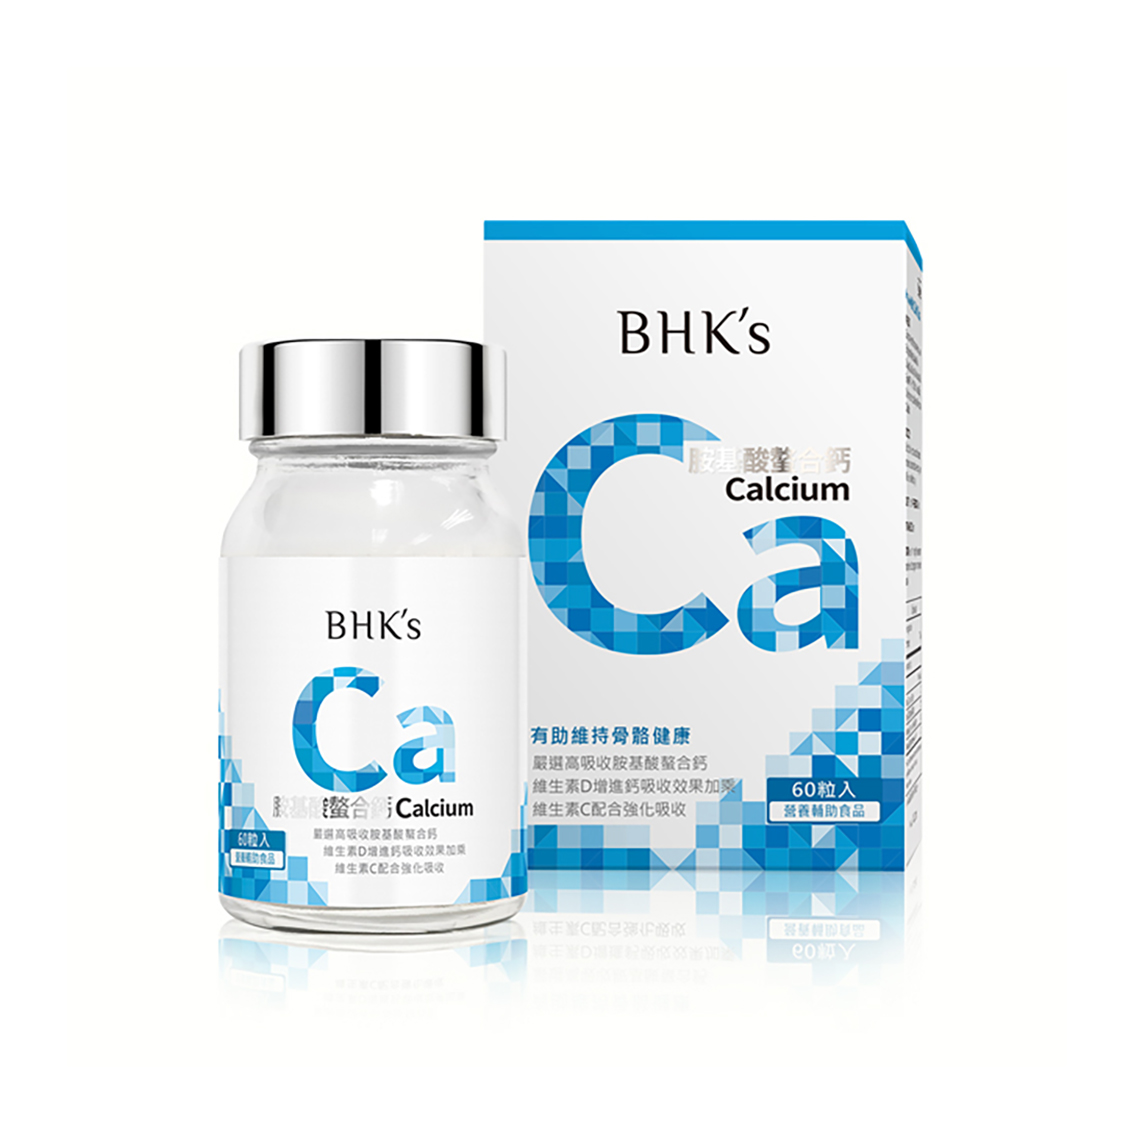 BHK's
胺基酸螯合鈣
Calcium
Ca
有助維持骨骼健康
嚴選高吸收胺基酸螯合鈣
維生素D增進鈣吸收效果加乘
維生素C配合強化吸收
60粒入
營養輔助食品
BHK's
Ca
胺基酸螯合鈣 Calcium
嚴選高吸收胺基酸螯合鈣
維生素D增進鈣吸收效果加乘
維生素C配合強化吸收
60粒入
營養輔助食品